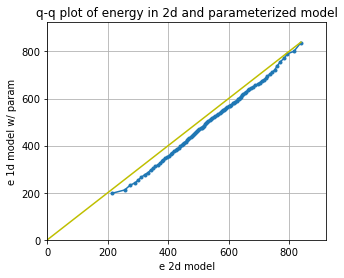 q-q plot of energy in 2d and parameterized model
e 1d model w/ param
800
600
400
200
0
0 200 400 600 800
e 2d model